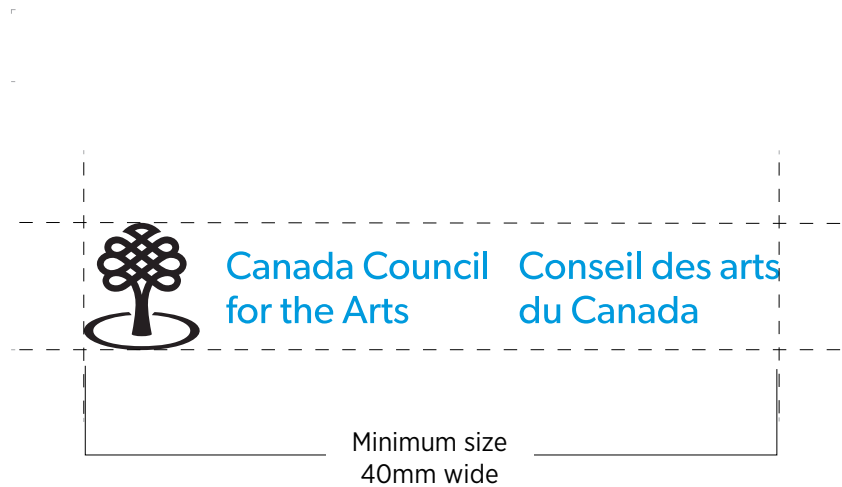 Canada Council
for the Arts
Conseil des arts
du Canada
Minimum size
40mm wide